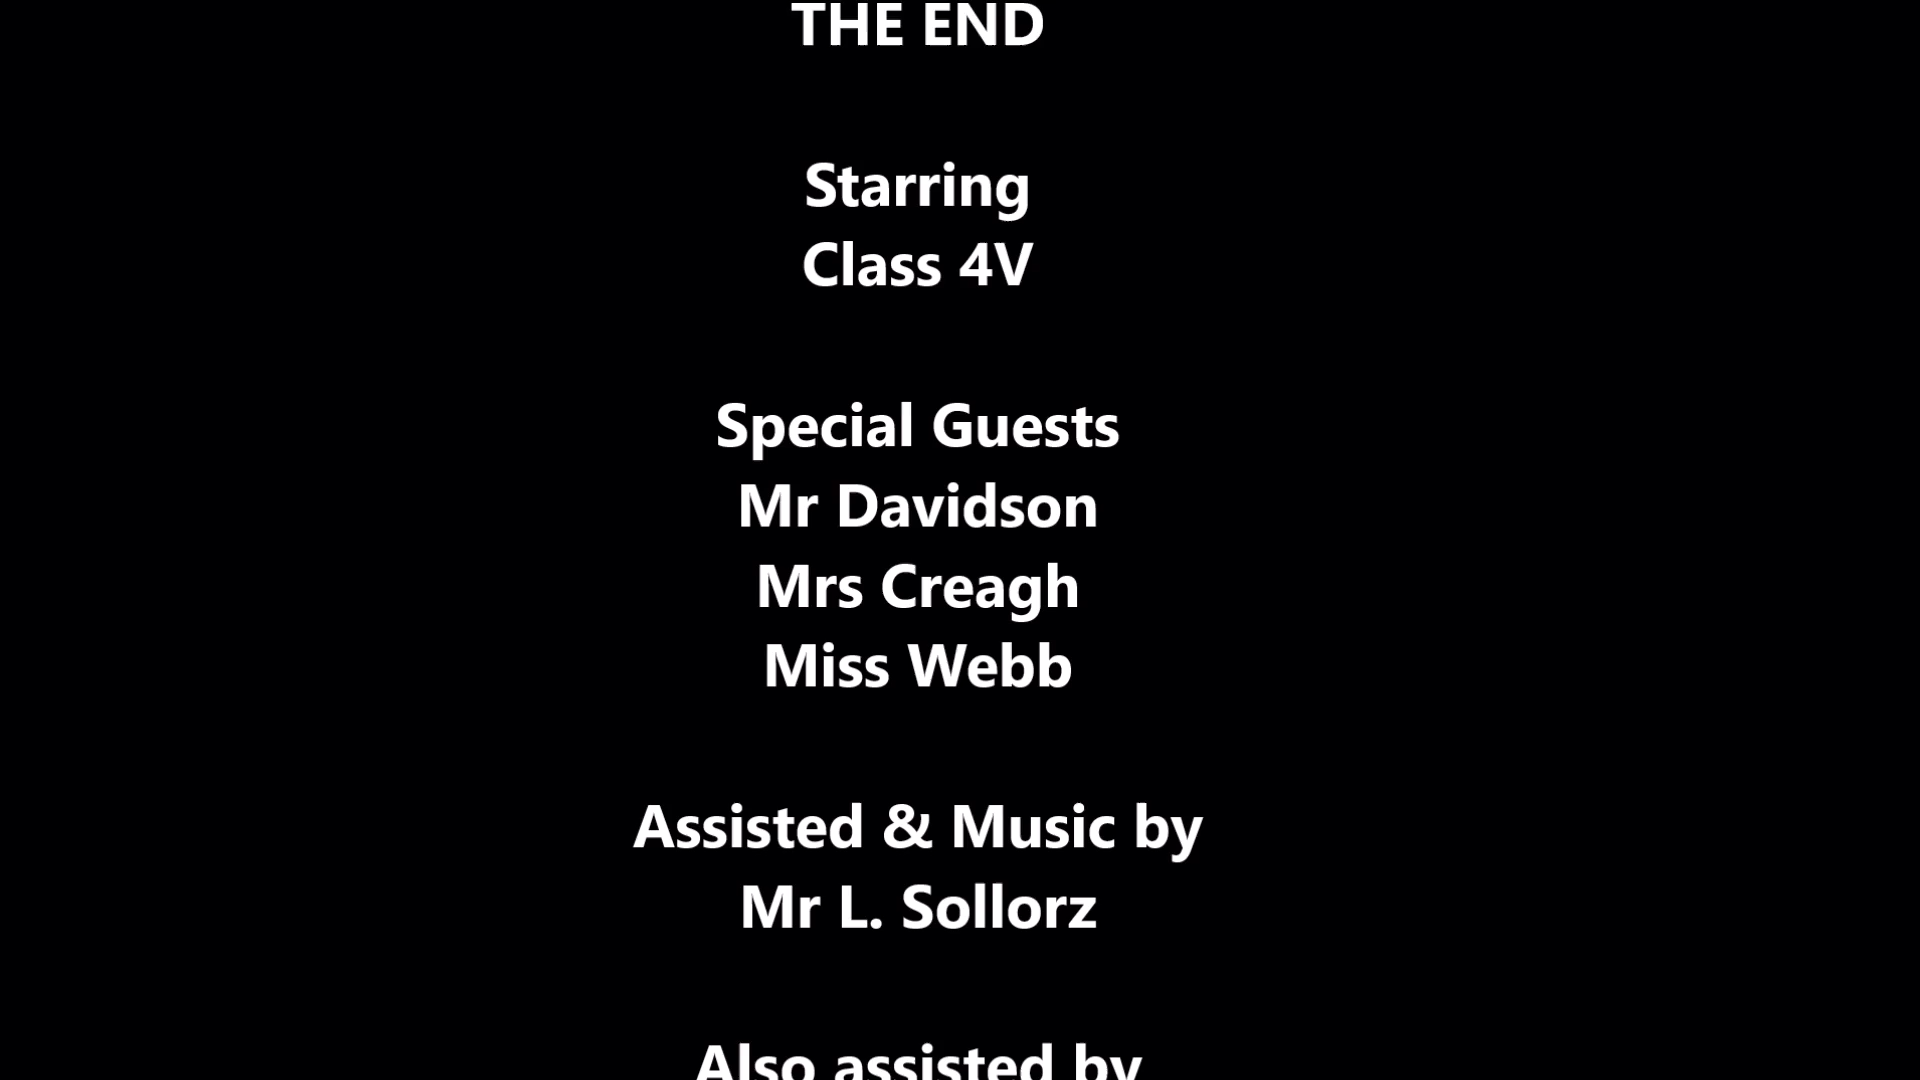 THE END
Starring
Class 4V
Special Guests
Mr Davidson
Mrs Creagh
Miss Webb
Assisted & Music by
Mr L. Sollorz
Also assisted by